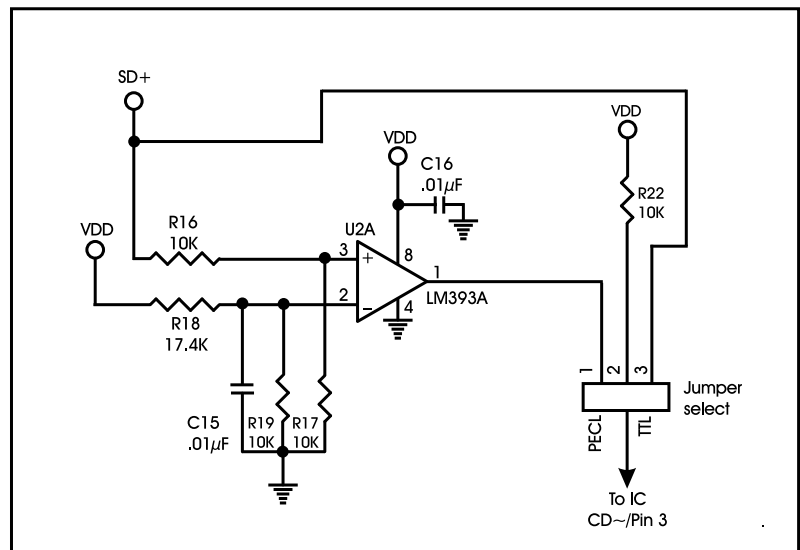 SD+
VDD
VDD
C16
.01µF
R22
10K
VDD
R16
10K
U2A
3
+
8
1
2
−
4
LM393A
R18
17.4K
1
2
3
Jumper
select
C15
.01µF
R19
10K
R17
10K
PECL
TTL
To IC
CD~/Pin 3